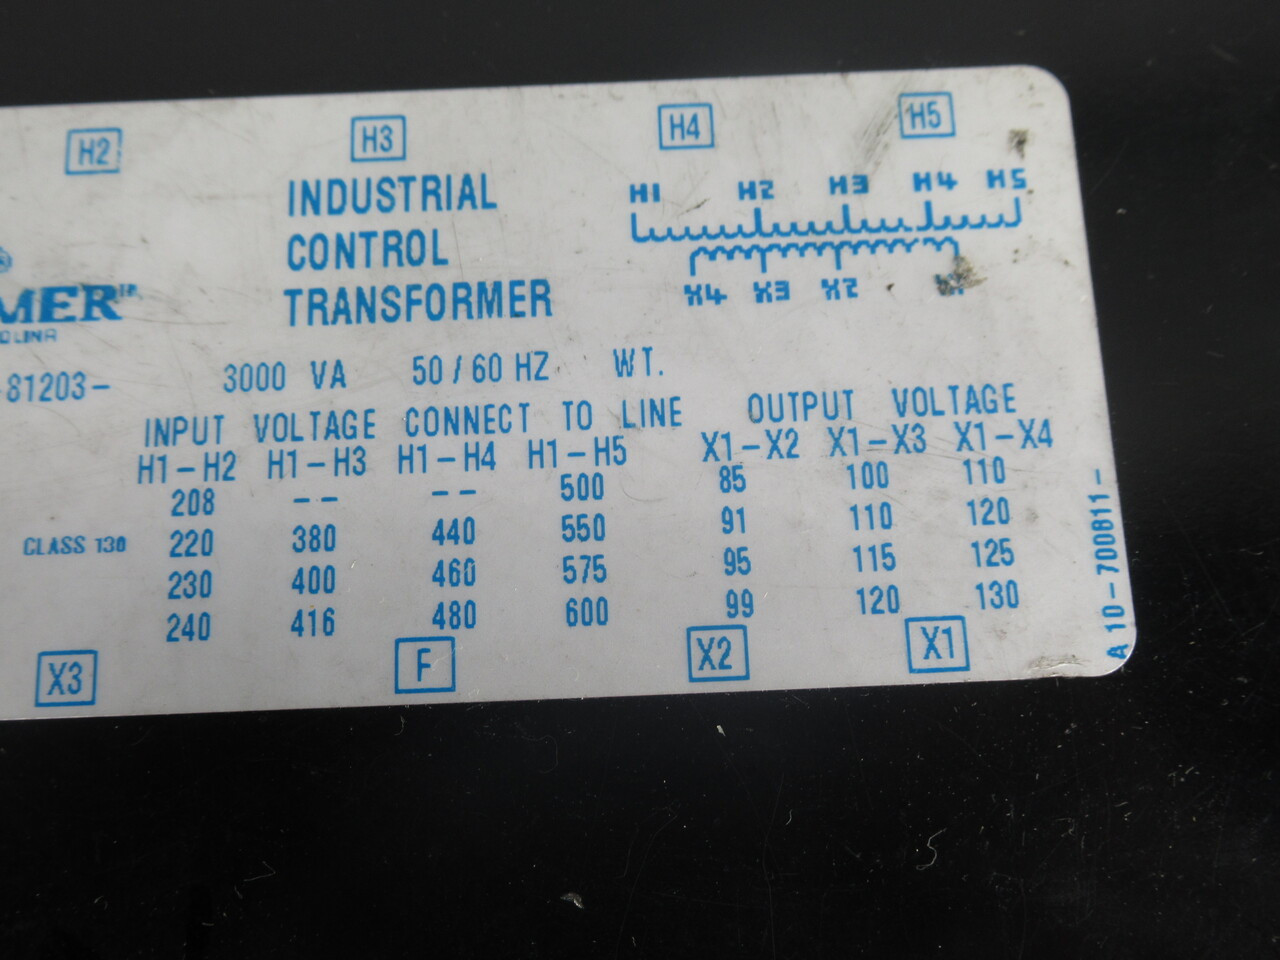 H2 H3 H4 H5
INDUSTRIAL
CONTROL
TRANSFORMER
H1 H2 H3 H4 H5
X4 X3 X2
®
MER
OLINA
81203- 3000 VA 50/60 HZ WT.
INPUT VOLTAGE CONNECT TO LINE OUTPUT VOLTAGE
H1-H2 H1-H3 H1-H4 H1-H5 X1-X2 X1-X3 X1-X4
208 -- -- 500 85 100 110
CLASS 130 220 380 440 550 91 110 120
230 400 460 575 95 115 125
240 416 480 600 99 120 130
X3 F X2 X1
A 10-700811-